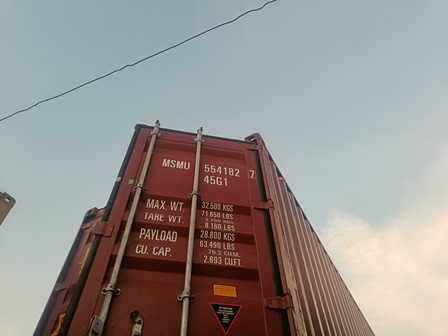 MSMU 554182 7
45G1
MAX. WT. 32.500 KGS
71.650 LBS
TARE WT. 3.700 KGS
8.160 LBS
PAYLOAD 28.800 KGS
63.490 LBS
CU. CAP. 76.3 CU.M.
2.693 CU.FT.